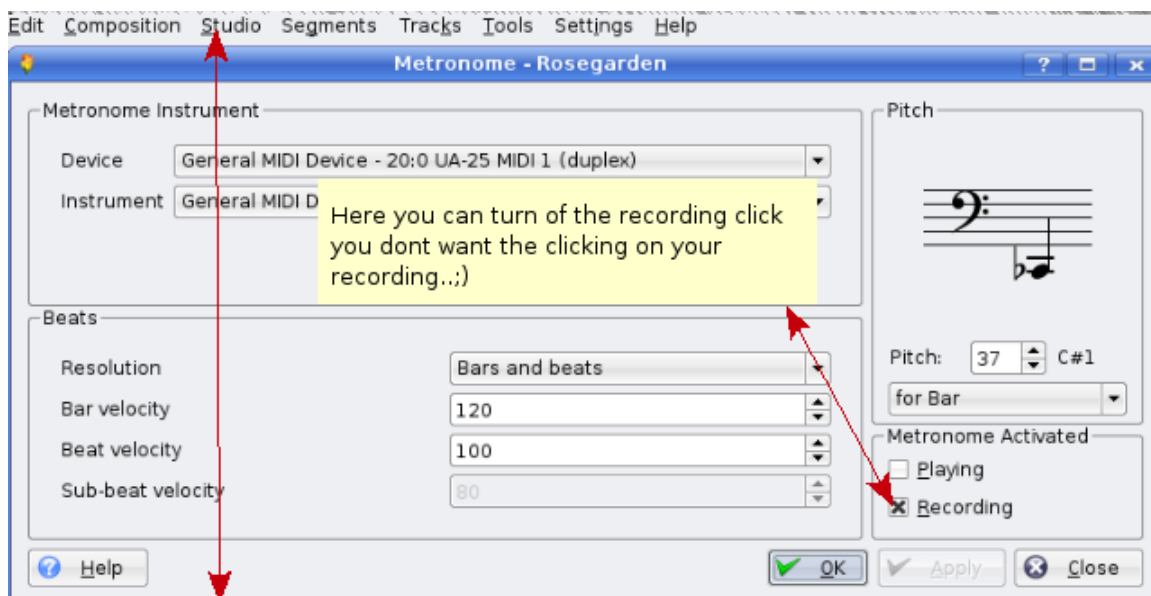 Edit Composition Studio Segments Tracks Tools Settings Help
Metronome - Rosegarden
Metronome Instrument
Device General MIDI Device - 20:0 UA-25 MIDI 1 (duplex)
Instrument General MIDI D
Here you can turn of the recording click
you dont want the clicking on your
recording..;)
Beats
Resolution Bars and beats
Bar velocity 120
Beat velocity 100
Sub-beat velocity 80
Pitch
Pitch: 37 C#1
for Bar
Metronome Activated
Playing
Recording
Help OK Apply Close